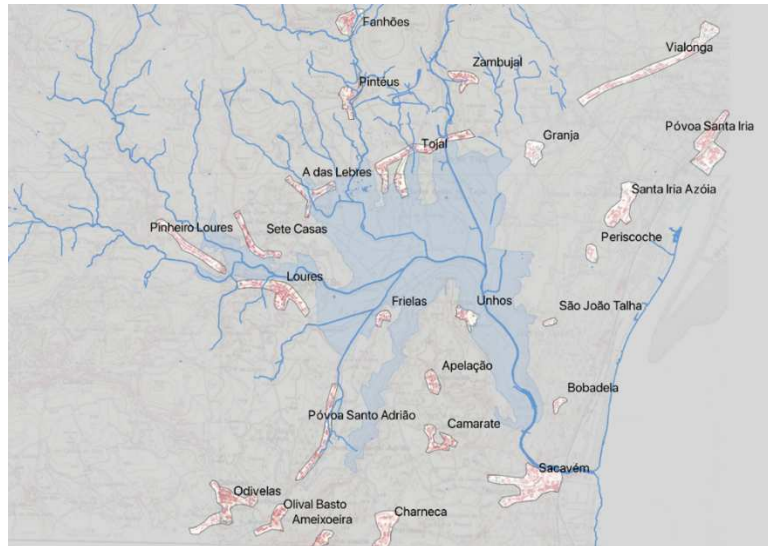 Fanhões
Vialonga
Zambujal
Pintéus
Póvoa Santa Iria
Granja
Tojal
A das Lebres
Santa Iria Azóia
Pinheiro Loures
Sete Casas
Periscoche
Loures
Frielas
Unhos
São João Talha
Apelação
Bobadela
Póvoa Santo Adrião
Camarate
Sacavém
Odivelas
Olival Basto
Ameixoeira
Charneca